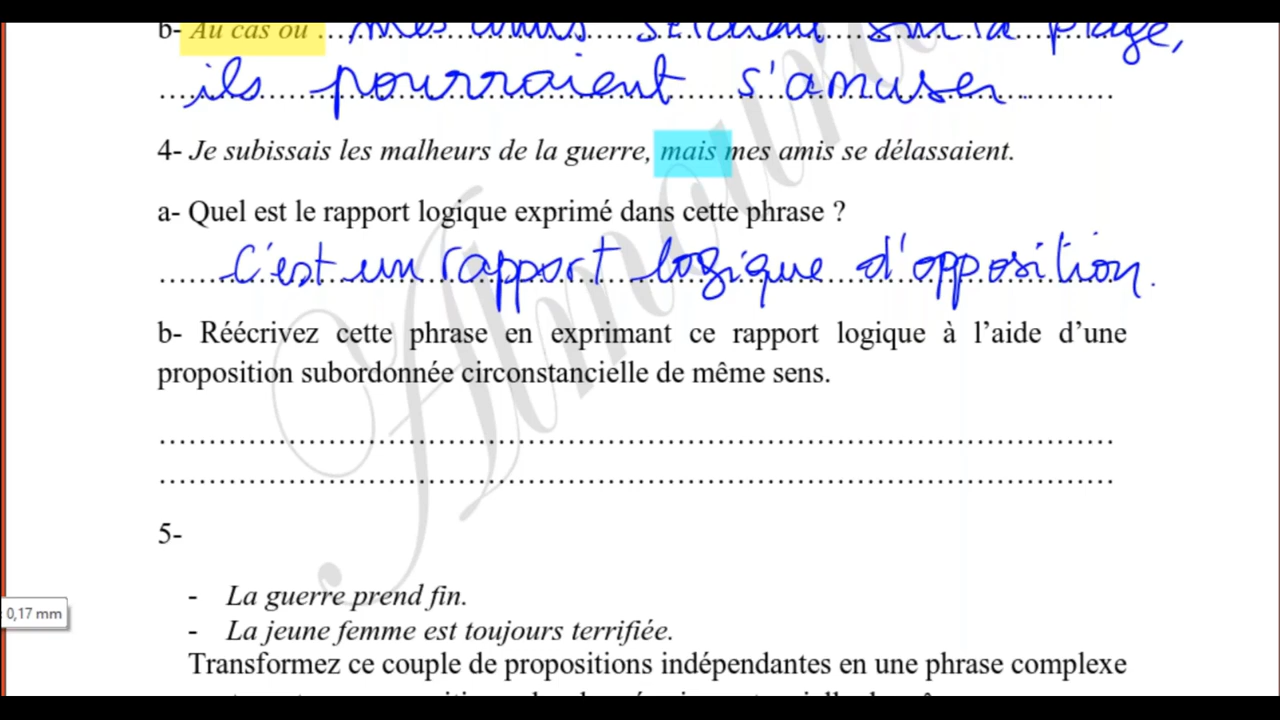 b- Au cas où ... mes amis seraient sur la plage,
ils pourraient s'amuser
4- Je subissais les malheurs de la guerre, mais mes amis se délassaient.
a- Quel est le rapport logique exprimé dans cette phrase ?
C'est un rapport logique d'opposition.
b- Réécrivez cette phrase en exprimant ce rapport logique à l'aide d'une
proposition subordonnée circonstancielle de même sens.
5-
- La guerre prend fin.
0,17 mm
- La jeune femme est toujours terrifiée.
Transformez ce couple de propositions indépendantes en une phrase complexe